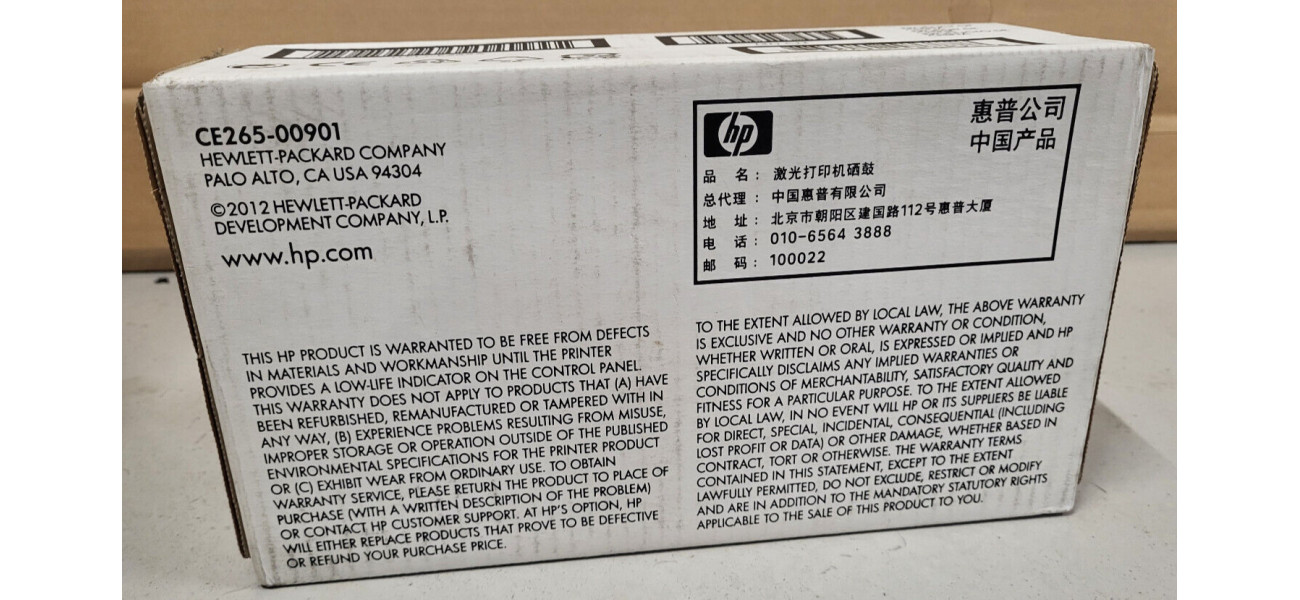 CE265-00901
HEWLETT-PACKARD COMPANY
PALO ALTO, CA USA 94304
©2012 HEWLETT-PACKARD
DEVELOPMENT COMPANY, L.P.
www.hp.com
hp
惠普公司
中国产品
品 名： 激光打印机硒鼓
总代理： 中国惠普有限公司
地 址： 北京市朝阳区建国路112号惠普大厦
电 话： 010-6564 3888
邮 码： 100022
THIS HP PRODUCT IS WARRANTED TO BE FREE FROM DEFECTS
IN MATERIALS AND WORKMANSHIP UNTIL THE PRINTER
PROVIDES A LOW-LIFE INDICATOR ON THE CONTROL PANEL.
THIS WARRANTY DOES NOT APPLY TO PRODUCTS THAT (A) HAVE
BEEN REFURBISHED, REMANUFACTURED OR TAMPERED WITH IN
ANY WAY, (B) EXPERIENCE PROBLEMS RESULTING FROM MISUSE,
IMPROPER STORAGE OR OPERATION OUTSIDE OF THE PUBLISHED
ENVIRONMENTAL SPECIFICATIONS FOR THE PRINTER PRODUCT
OR (C) EXHIBIT WEAR FROM ORDINARY USE. TO OBTAIN
WARRANTY SERVICE, PLEASE RETURN THE PRODUCT TO PLACE OF
PURCHASE (WITH A WRITTEN DESCRIPTION OF THE PROBLEM)
OR CONTACT HP CUSTOMER SUPPORT. AT HP'S OPTION, HP
WILL EITHER REPLACE PRODUCTS THAT PROVE TO BE DEFECTIVE
OR REFUND YOUR PURCHASE PRICE.
TO THE EXTENT ALLOWED BY LOCAL LAW, THE ABOVE WARRANTY
IS EXCLUSIVE AND NO OTHER WARRANTY OR CONDITION,
WHETHER WRITTEN OR ORAL, IS EXPRESSED OR IMPLIED AND HP
SPECIFICALLY DISCLAIMS ANY IMPLIED WARRANTIES OR
CONDITIONS OF MERCHANTABILITY, SATISFACTORY QUALITY AND
FITNESS FOR A PARTICULAR PURPOSE. TO THE EXTENT ALLOWED
BY LOCAL LAW, IN NO EVENT WILL HP OR ITS SUPPLIERS BE LIABLE
FOR DIRECT, SPECIAL, INCIDENTAL, CONSEQUENTIAL (INCLUDING
LOST PROFIT OR DATA) OR OTHER DAMAGE, WHETHER BASED IN
CONTRACT, TORT OR OTHERWISE. THE WARRANTY TERMS
CONTAINED IN THIS STATEMENT, EXCEPT TO THE EXTENT
LAWFULLY PERMITTED, DO NOT EXCLUDE, RESTRICT OR MODIFY
AND ARE IN ADDITION TO THE MANDATORY STATUTORY RIGHTS
APPLICABLE TO THE SALE OF THIS PRODUCT TO YOU.